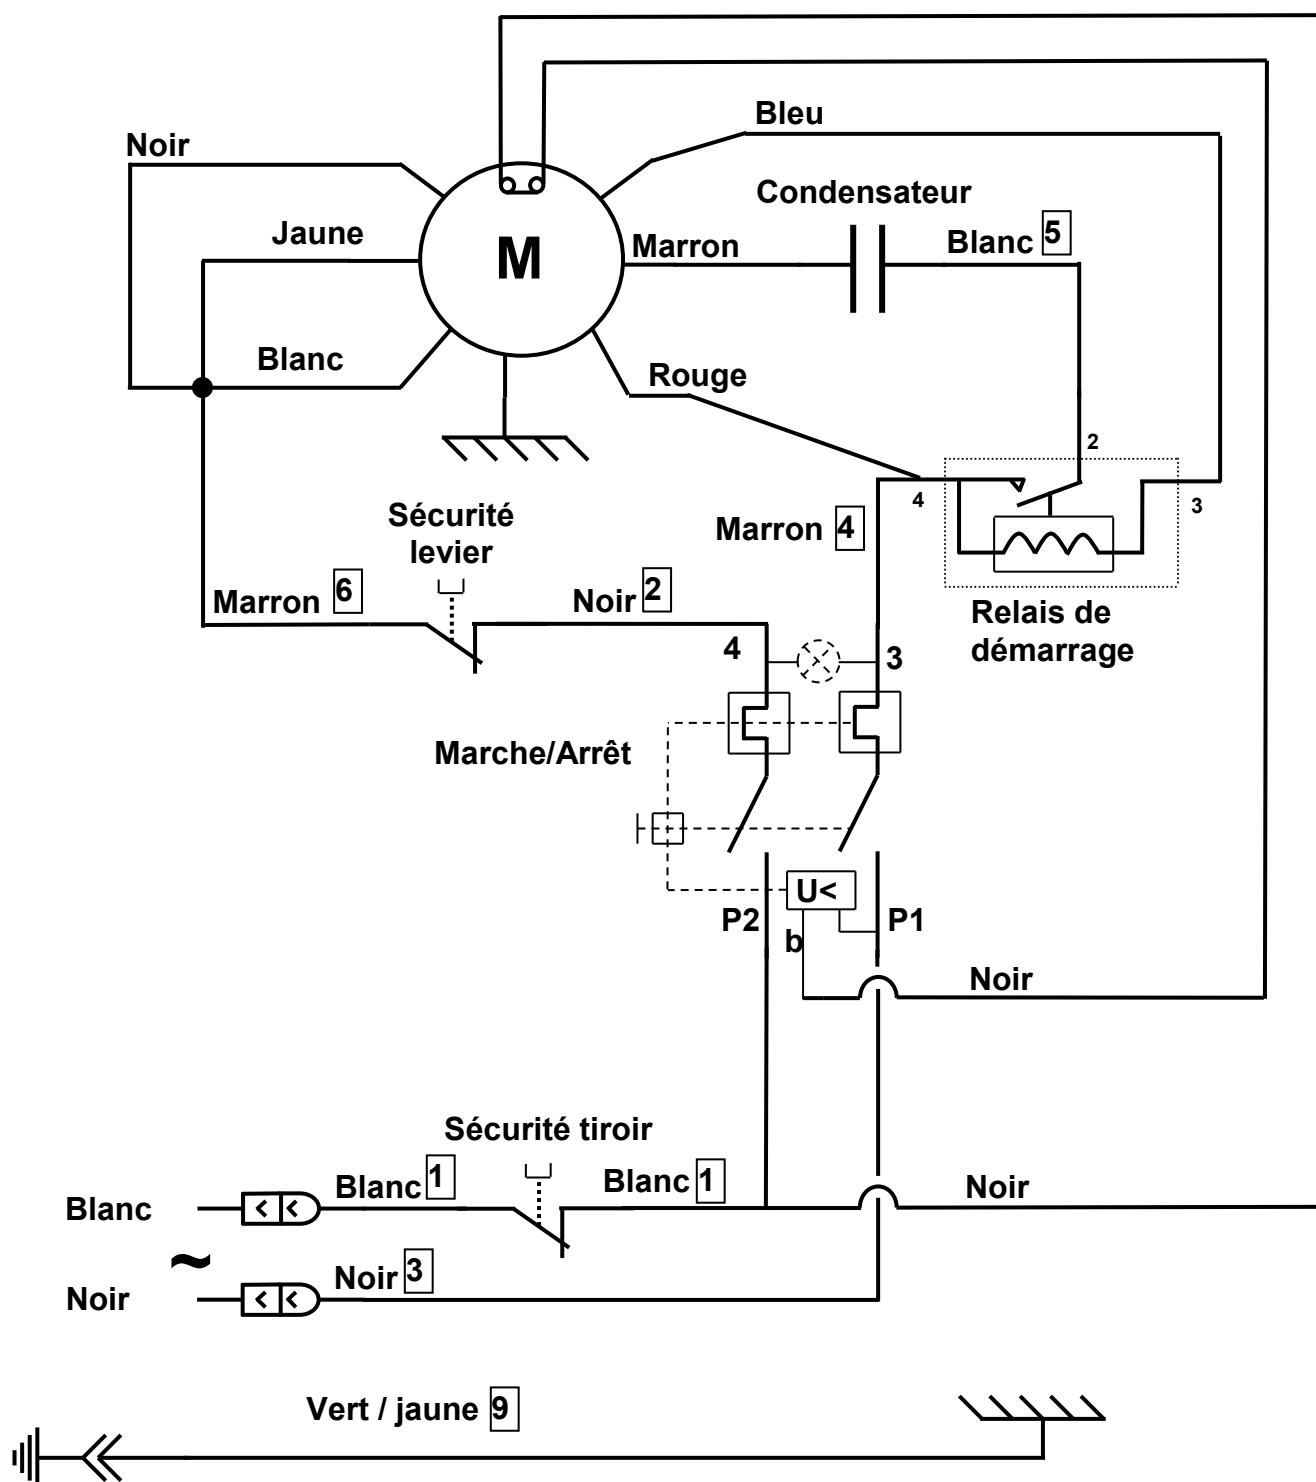 Bleu
Noir
Condensateur
Jaune
Marron
Blanc 5
M
Blanc
Rouge
2
4
3
Sécurité
levier
Marron 4
Marron 6
Noir 2
Relais de
démarrage
4
3
Marche/Arrêt
U<
P2
P1
b
Noir
Sécurité tiroir
Blanc 1
Blanc 1
Noir
Blanc
~
Noir 3
Noir
Vert / jaune 9